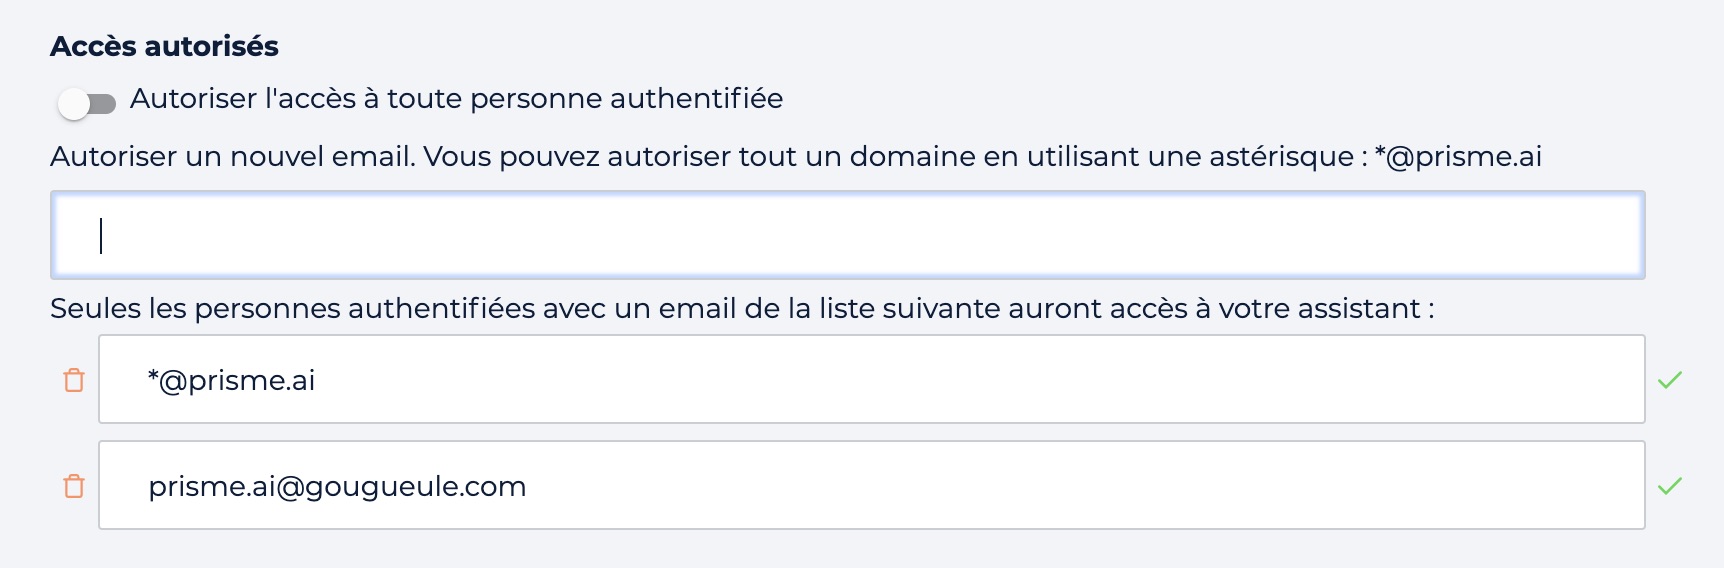 Accès autorisés
Autoriser l'accès à toute personne authentifiée
Autoriser un nouvel email. Vous pouvez autoriser tout un domaine en utilisant une astérisque : *@prisme.ai
Seules les personnes authentifiées avec un email de la liste suivante auront accès à votre assistant :
*@prisme.ai
prisme.ai@gougueule.com